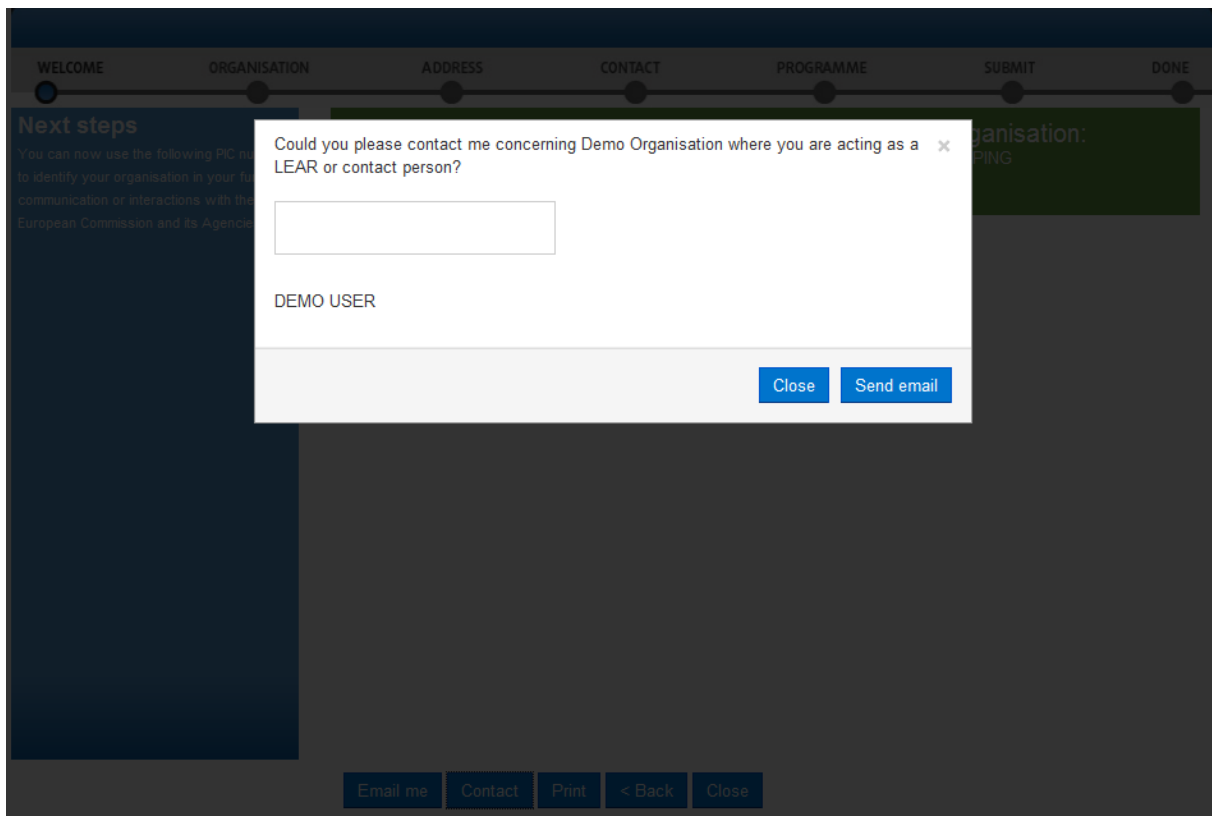 WELCOME ORGANISATION ADDRESS CONTACT PROGRAMME SUBMIT DONE
Next steps
You can now use the following PIC nu
to identify your organisation in your fu
communication or interactions with the
European Commission and its Agencie
ganisation:
PING
Could you please contact me concerning Demo Organisation where you are acting as a ×
LEAR or contact person?
DEMO USER
Close Send email
Email me Contact Print < Back Close